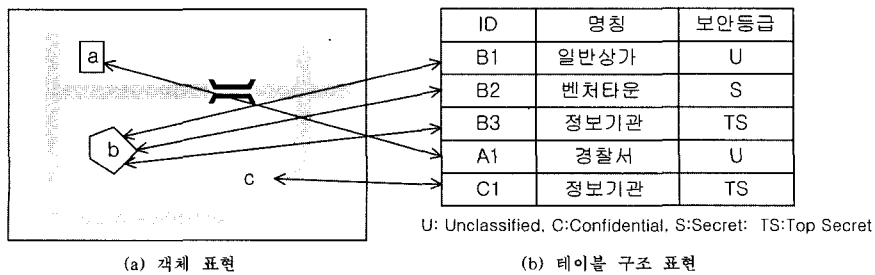 a
b
c
ID 명칭 보안등급
B1 일반상가 U
B2 벤처타운 S
B3 정보기관 TS
A1 경찰서 U
C1 정보기관 TS
U: Unclassified, C:Confidential, S:Secret: TS:Top Secret
(a) 객체 표현
(b) 테이블 구조 표현